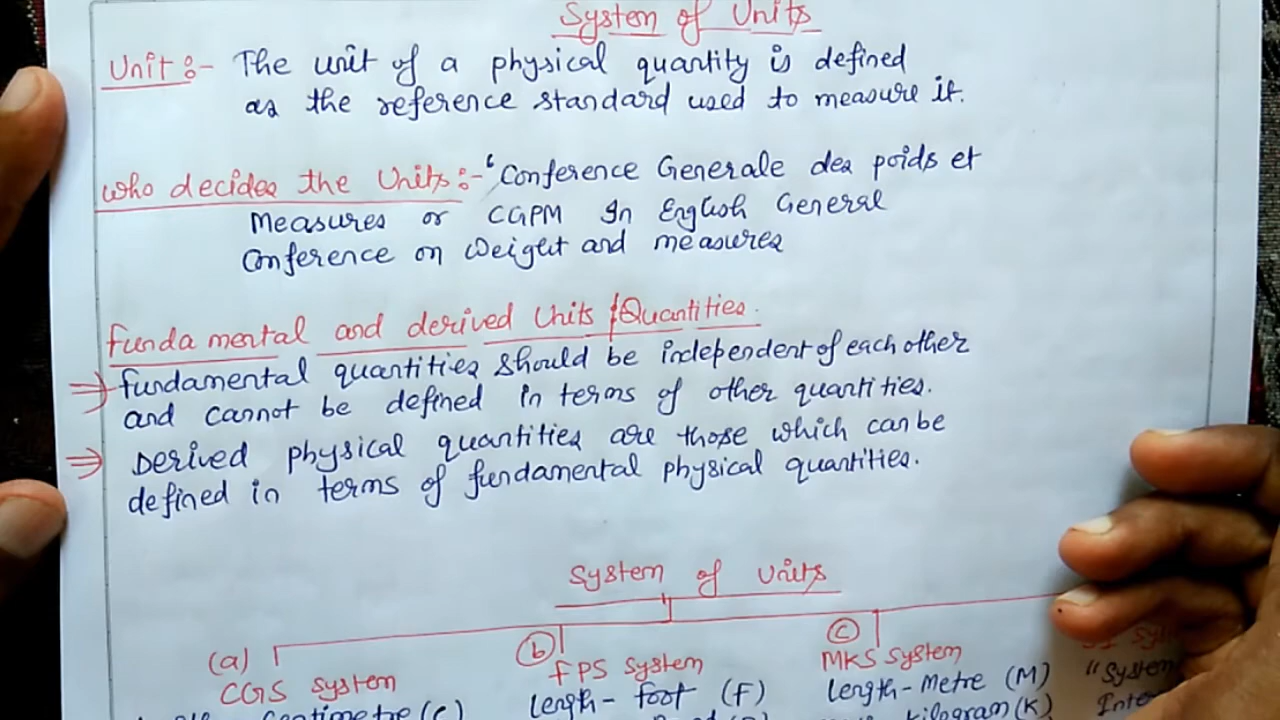 System of Units
Unit :- The unit of a physical quantity is defined
as the reference standard used to measure it.
who decides the Units :- ‘Conference Generale des poids et
Measures or CGPM In English General
Conference on Weight and measures
fundamental and derived Units / Quantities.
⇒ fundamental quantities should be independent of each other
and cannot be defined in terms of other quantities.
⇒ Derived physical quantities are those which can be
defined in terms of fundamental physical quantities.
System of Units
(a) CGS System
(b) FPS System
Length - foot (F)
(c) MKS System
Length - Metre (M)
kilogram (K)
"System
Inte
Centimetre (C)